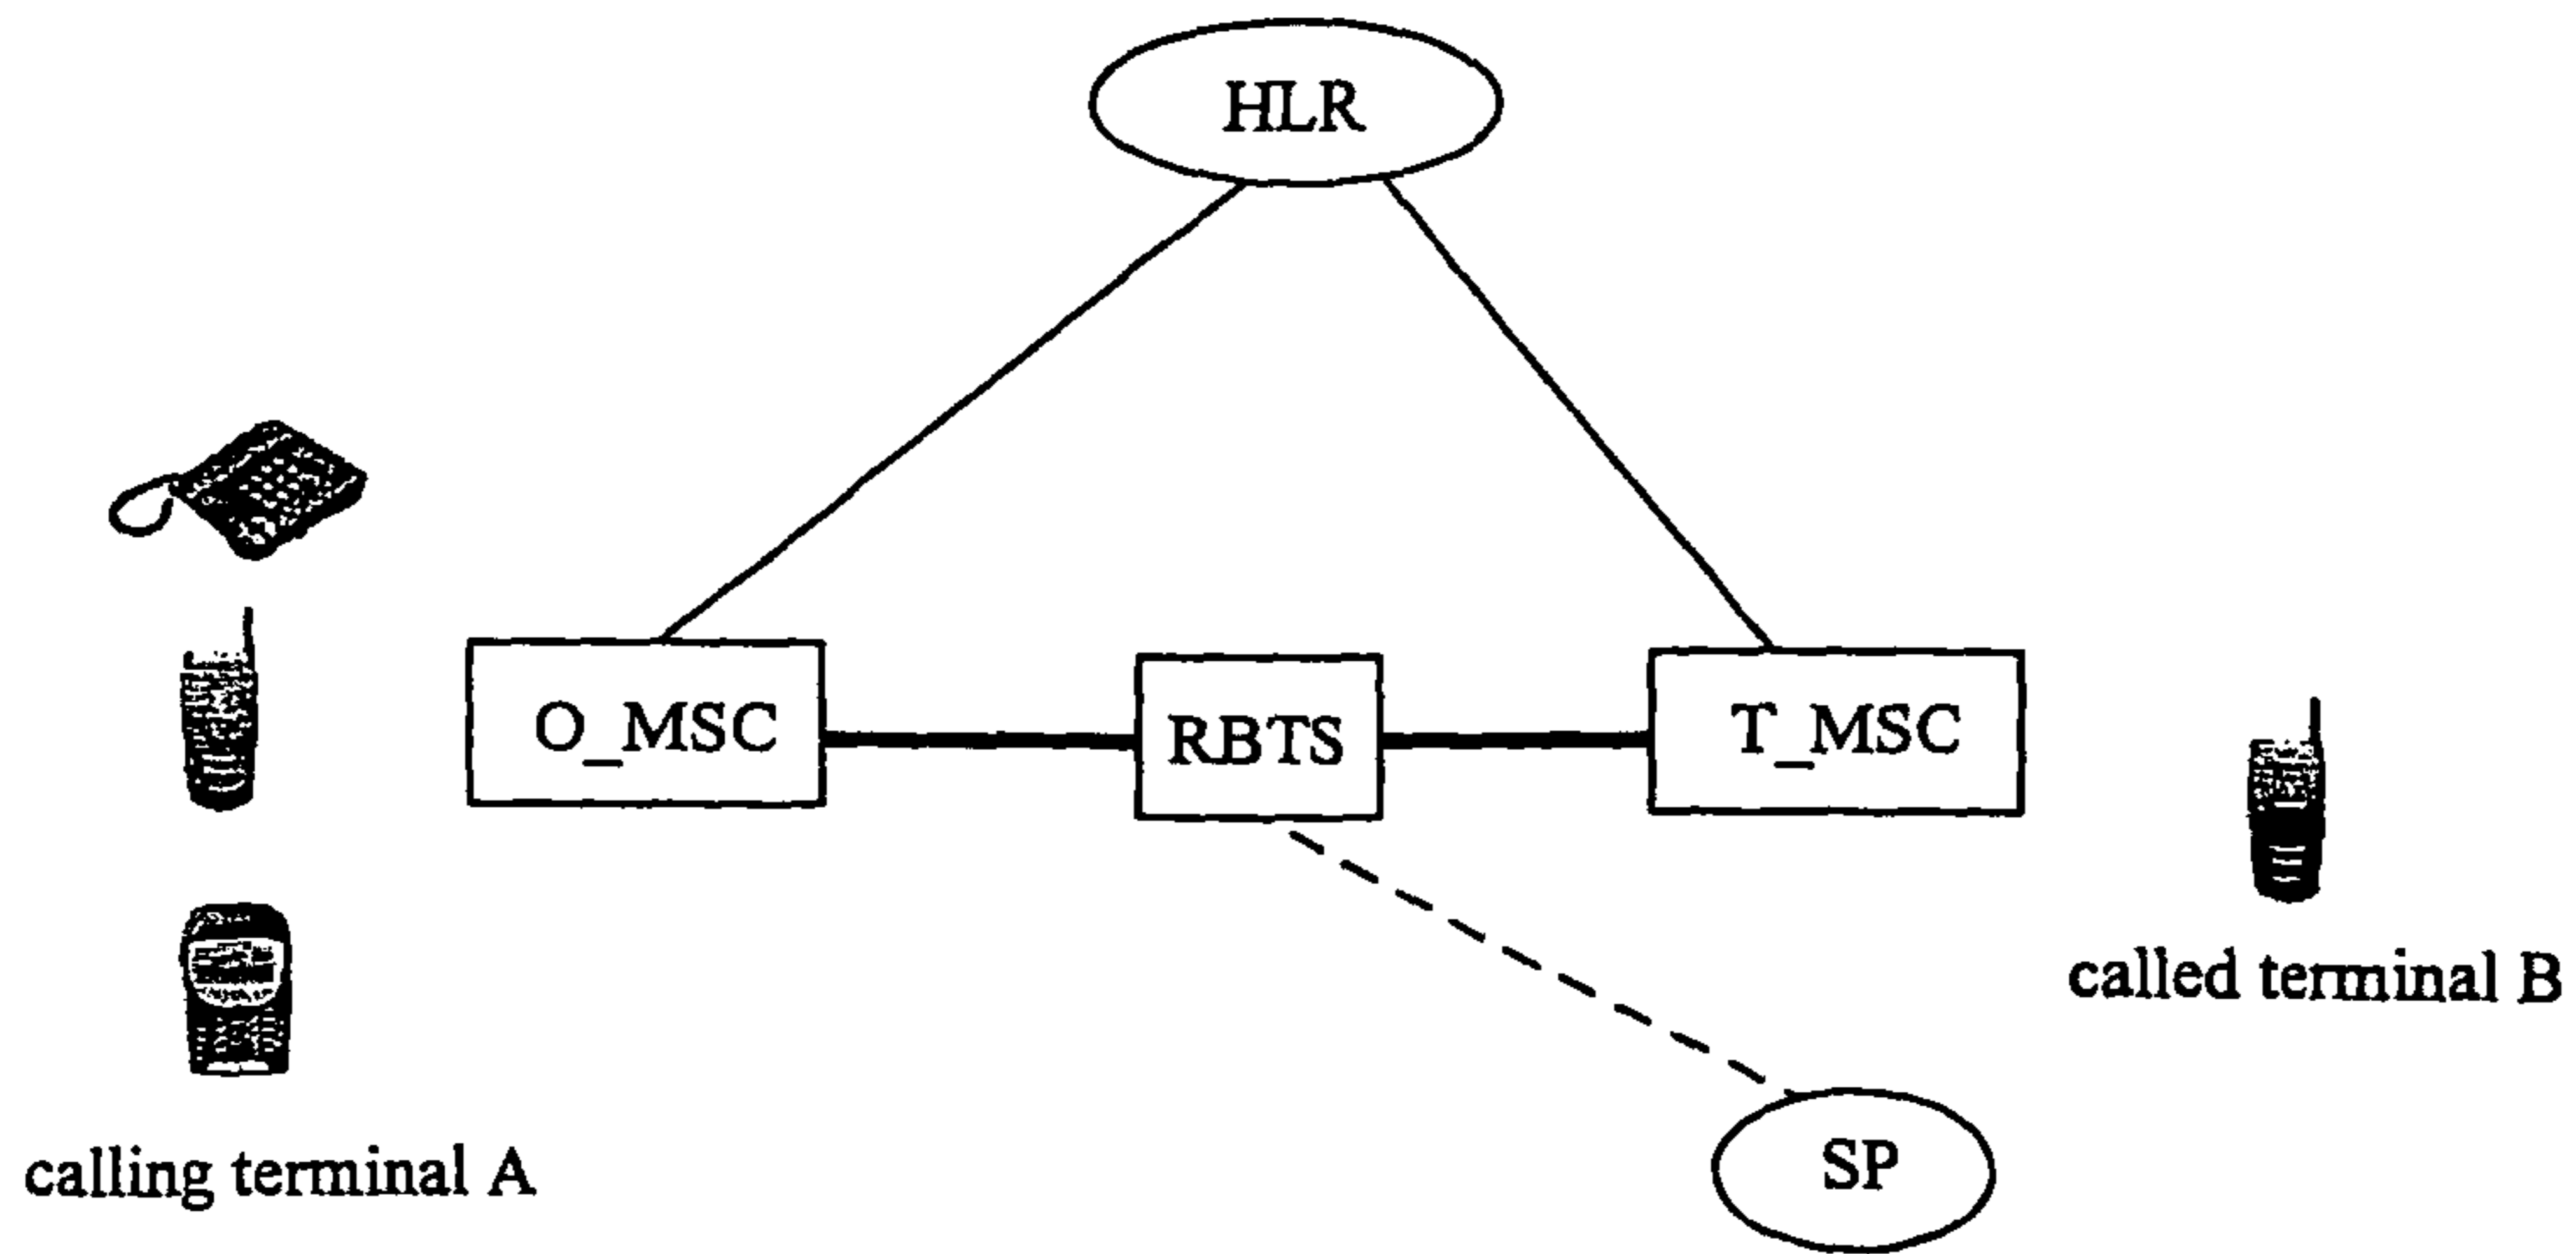 HLR
O_MSC
RBTS
T_MSC
called terminal B
calling terminal A
SP